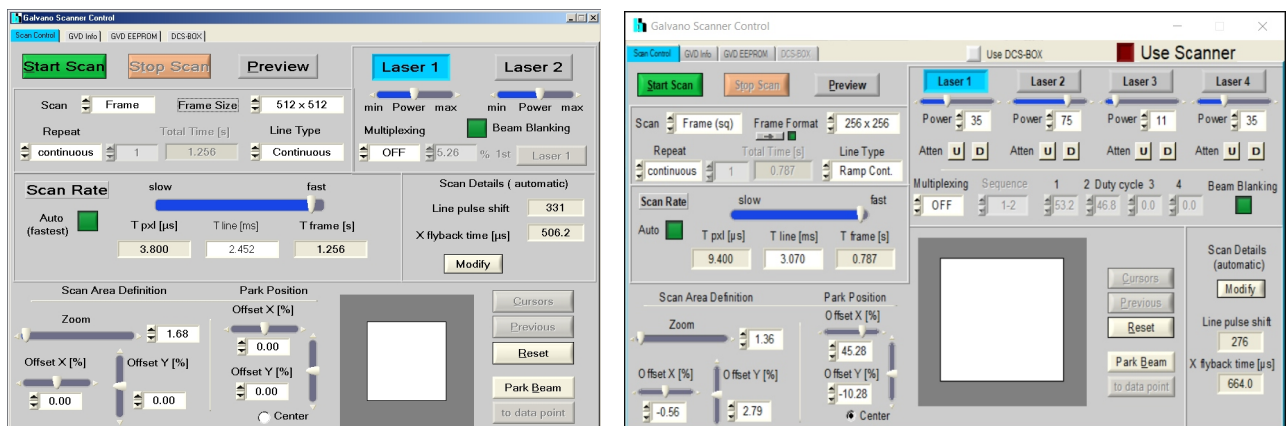 Galvano Scanner Control
Scan Control GVD Info GVD EEPROM DCS-BOX
Start Scan Stop Scan Preview
Laser 1 Laser 2
min Power max min Power max
Scan Frame Frame Size 512 x 512
Repeat Total Time [s] Line Type
continuous 1 1.256 Continuous
Multiplexing Beam Blanking
OFF 5.26 % 1st Laser 1
Scan Rate slow fast
Auto
(fastest)
T pxl [µs] T line [ms] T frame [s]
3.800 2.452 1.256
Scan Details ( automatic)
Line pulse shift 331
X flyback time [µs] 506.2
Modify
Scan Area Definition Park Position
Zoom 1.68
Offset X [%] Offset Y [%]
0.00 0.00
Offset X [%]
0.00
Offset Y [%]
0.00
Center
Cursors
Previous
Reset
Park Beam
to data point
Galvano Scanner Control
Scan Control GVD Info GVD EEPROM DCS-BOX
Use DCS-BOX Use Scanner
Start Scan Stop Scan Preview
Laser 1 Laser 2 Laser 3 Laser 4
Power 35 Power 75 Power 11 Power 35
Atten U D Atten U D Atten U D Atten U D
Scan Frame (sq) Frame Format 256 x 256
Repeat Total Time [s] Line Type
continuous 1 0.787 Ramp Cont.
Multiplexing Sequence 1 2 Duty cycle 3 4 Beam Blanking
OFF 1-2 53.2 46.8 0.0 0.0
Scan Rate slow fast
Auto
T pxl [µs] T line [ms] T frame [s]
9.400 3.070 0.787
Scan Area Definition Park Position
Zoom 1.36
Offset X [%] Offset Y [%]
-0.56 2.79
Offset X [%]
45.28
Offset Y [%]
-10.28
Center
Cursors
Previous
Reset
Park Beam
to data point
Scan Details
(automatic)
Modify
Line pulse shift
276
X flyback time [µs]
664.0